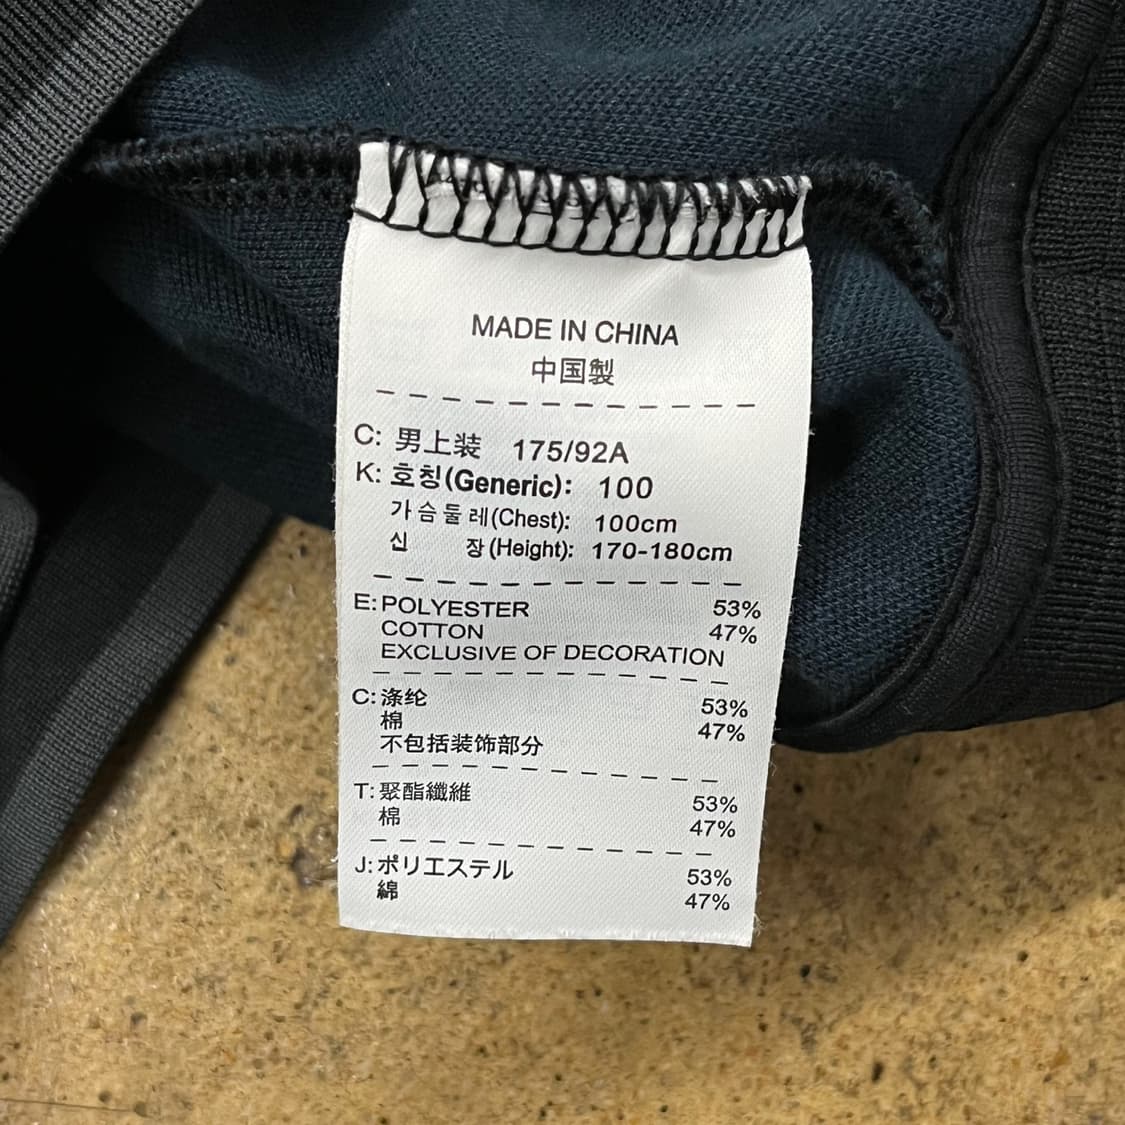 MADE IN CHINA
中国製
C: 男上装 175/92A
K: 호칭(Generic): 100
가슴둘레(Chest): 100cm
신 장(Height): 170-180cm
E: POLYESTER 53%
COTTON 47%
EXCLUSIVE OF DECORATION
C: 涤纶 53%
棉 47%
不包括装饰部分
T: 聚酯纖維 53%
棉 47%
J: ポリエステル 53%
綿 47%